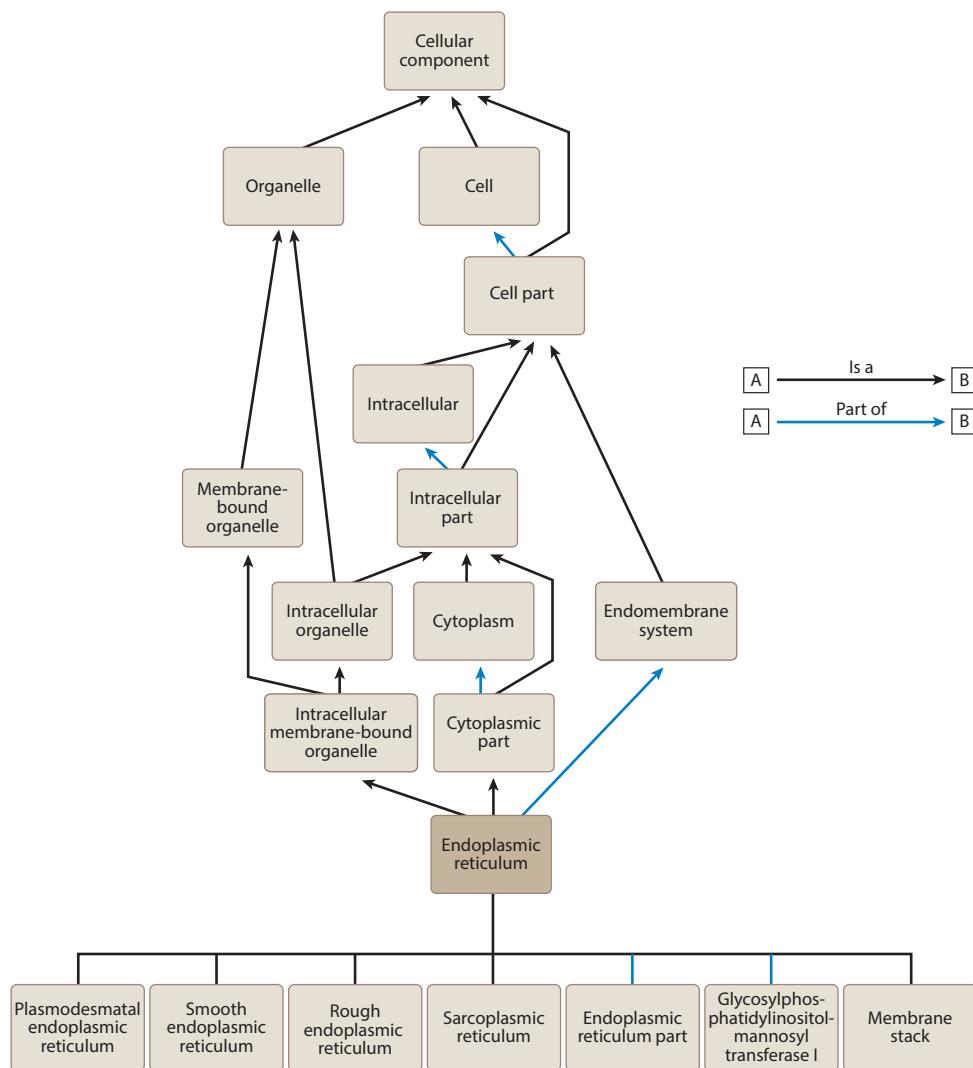 Cellular
component
Organelle
Cell
Cell part
Is a
A
B
Part of
A
B
Intracellular
Membrane-
bound
organelle
Intracellular
part
Intracellular
organelle
Cytoplasm
Endomembrane
system
Intracellular
membrane-bound
organelle
Cytoplasmic
part
Endoplasmic
reticulum
Plasmodesmatal
endoplasmic
reticulum
Smooth
endoplasmic
reticulum
Rough
endoplasmic
reticulum
Sarcoplasmic
reticulum
Endoplasmic
reticulum part
Glycosylphos-
phatidylinositol-
mannosyl
transferase I
Membrane
stack